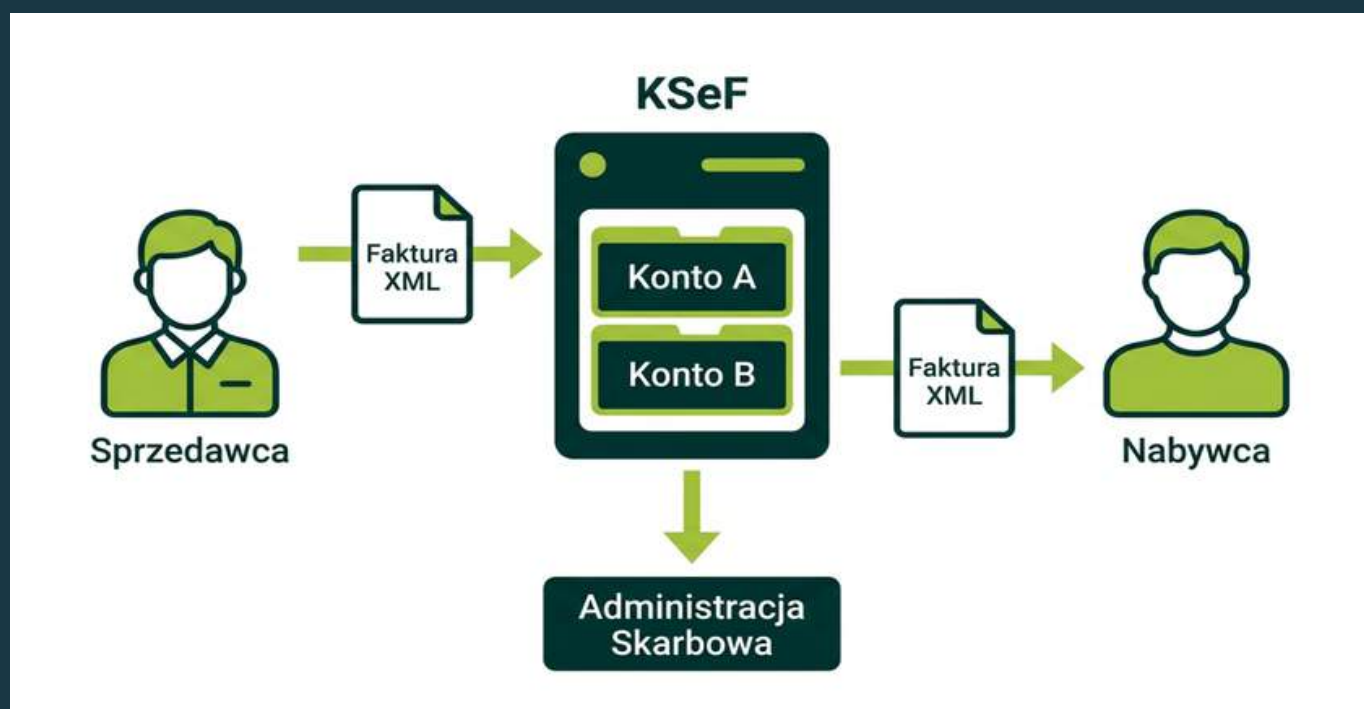 KSeF
Faktura
XML
Konto A
Konto B
Faktura
XML
Sprzedawca
Nabywca
Administracja
Skarbowa